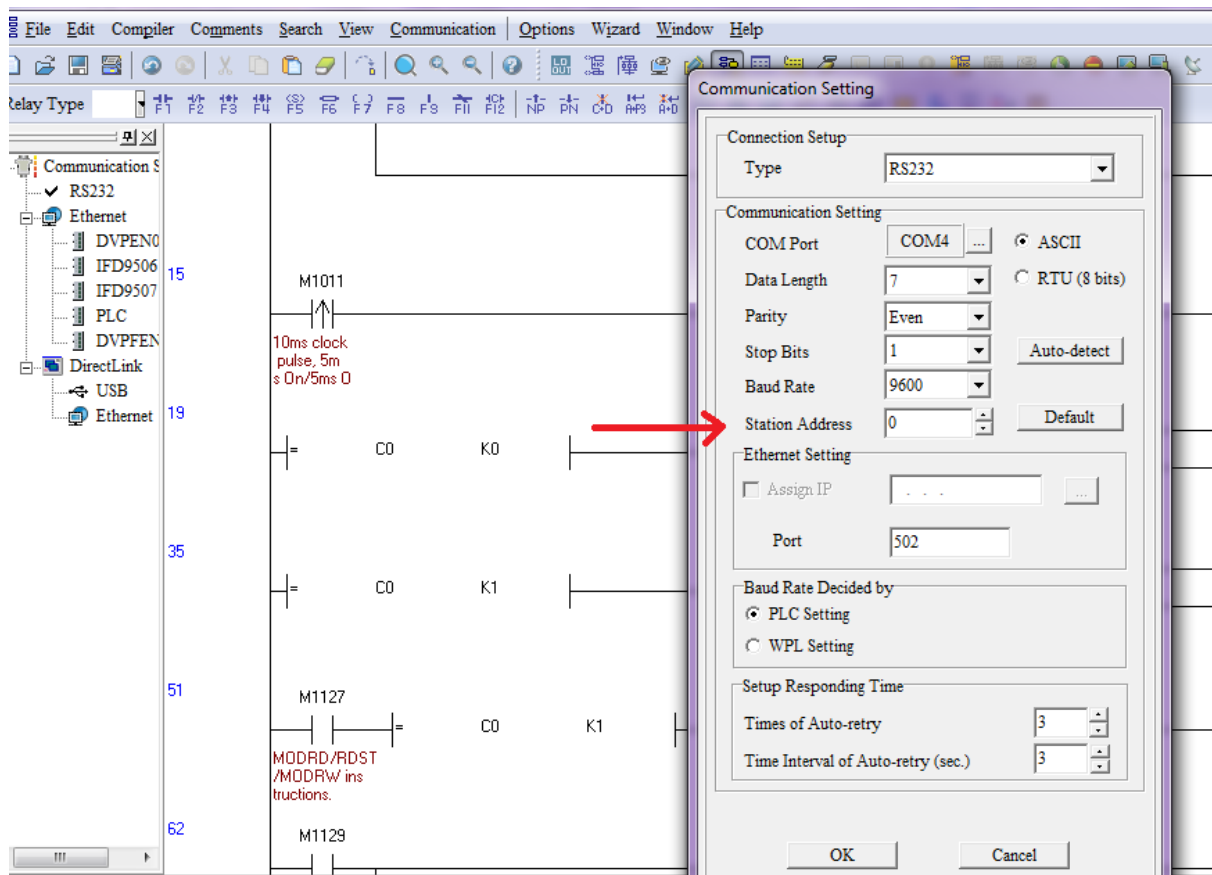 File Edit Compiler Comments Search View Communication Options Wizard Window Help
Relay Type F1 F2 F3 F4 F5 F6 F7 F8 F9 F11 F12 NP PN
Communication S
RS232
Ethernet
DVPEN0
IFD9506
IFD9507
PLC
DVPFEN
DirectLink
USB
Ethernet
15
M1011
10ms clock
pulse, 5m
s On/5ms O
19
= C0 K0
35
= C0 K1
51
M1127
= C0 K1
MODRD/RDST
/MODRW ins
tructions.
62
M1129
Communication Setting
Connection Setup
Type RS232
Communication Setting
COM Port COM4 ... ASCII
Data Length 7 RTU (8 bits)
Parity Even
Stop Bits 1 Auto-detect
Baud Rate 9600
Station Address 0 Default
Ethernet Setting
Assign IP . . . ...
Port 502
Baud Rate Decided by
PLC Setting
WPL Setting
Setup Responding Time
Times of Auto-retry 3
Time Interval of Auto-retry (sec.) 3
OK Cancel